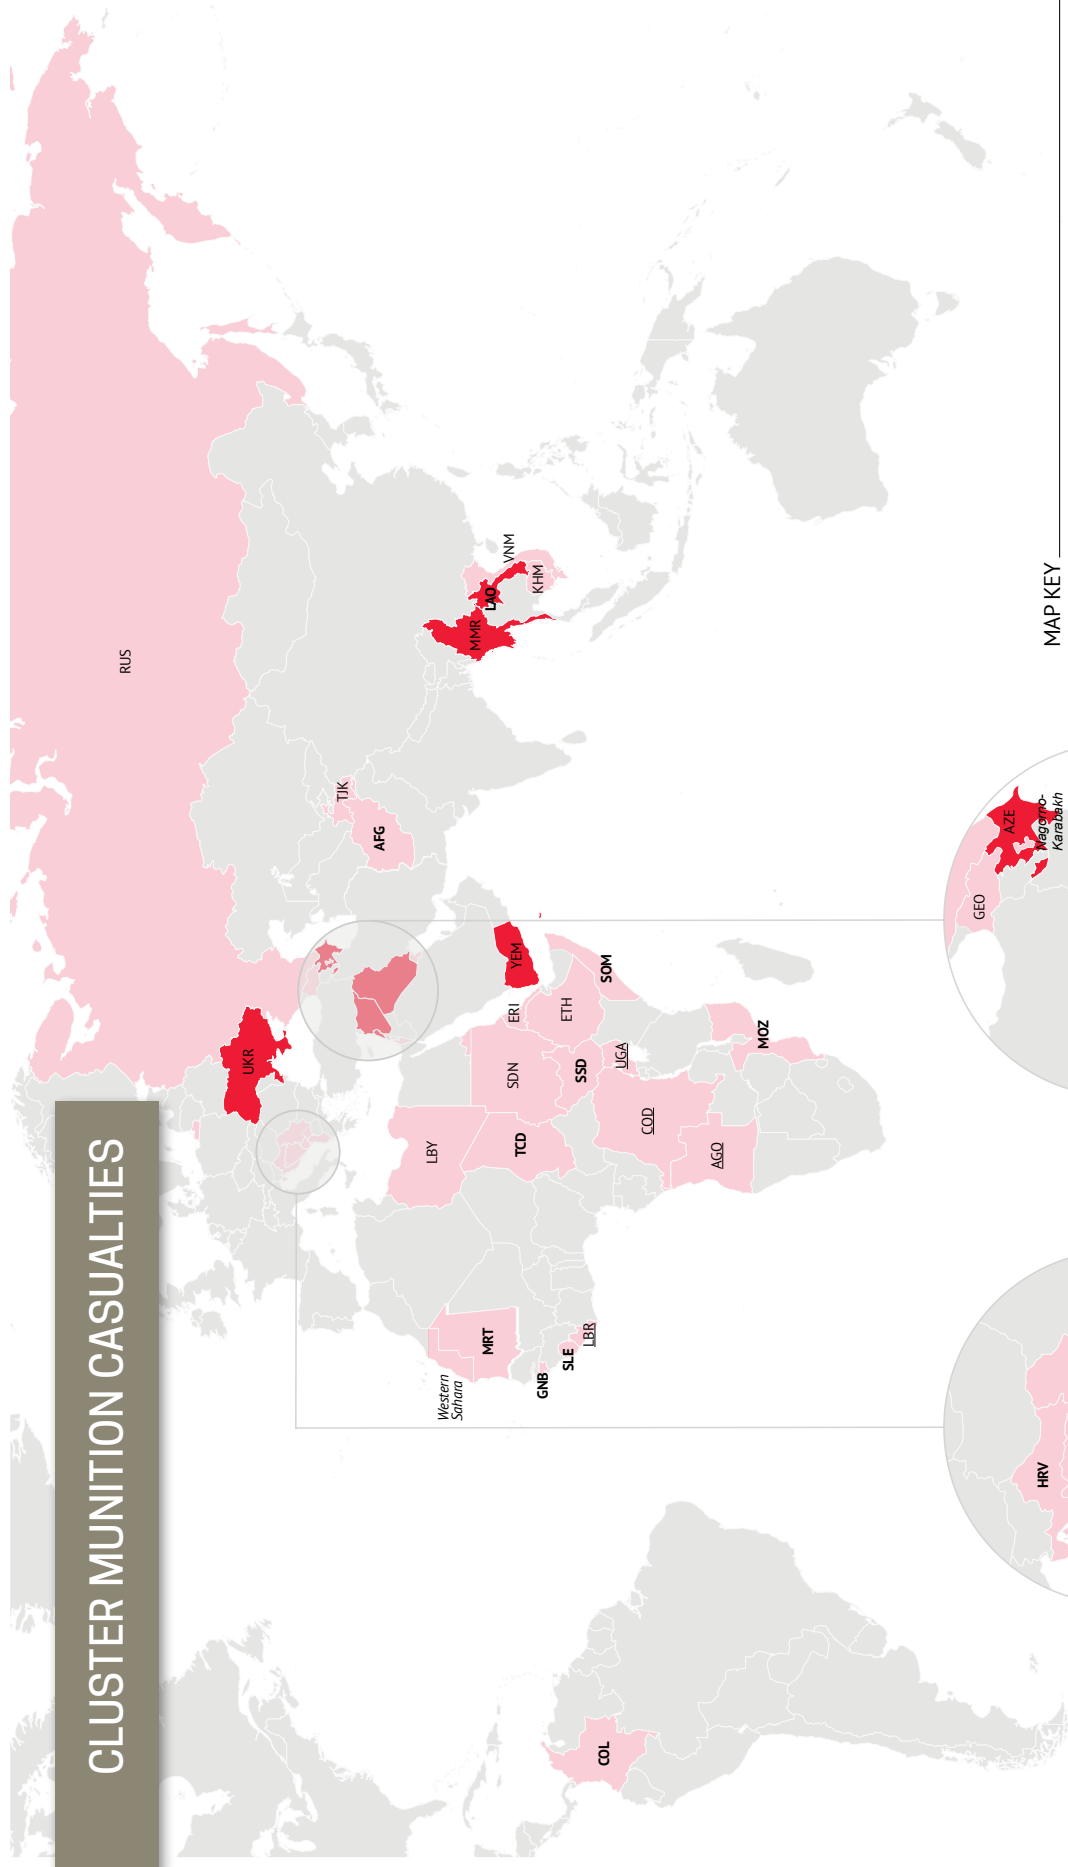 CLUSTER MUNITION CASUALTIES
RUS
UKR
TJK
AFG
MMR
LAO
VNM
KHM
YEM
ERI
ETH
SOM
SDN
SSD
UGA
LBY
TCD
COD
AGO
MOZ
Western
Sahara
MRT
GNB
SLE
LBR
COL
HRV
GEO
AZE
Nagorno-
Karabakh
MAP KEY